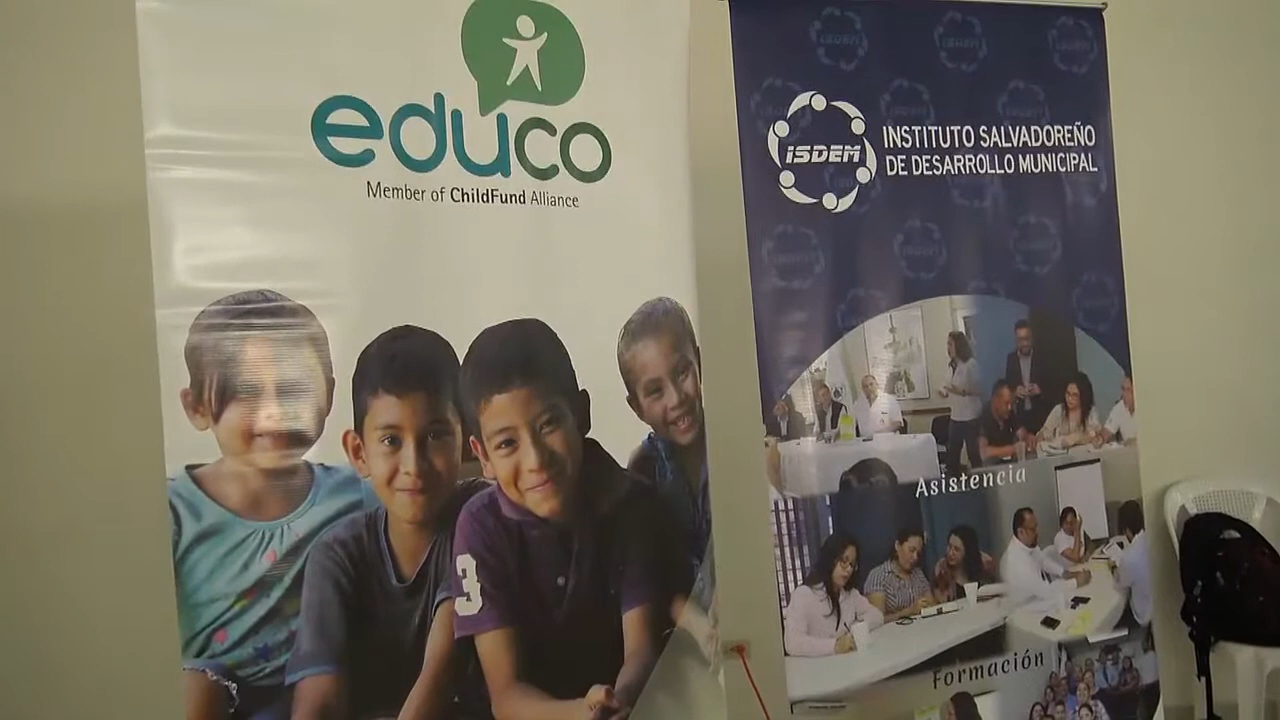 educo
Member of ChildFund Alliance
3
ISDEM
INSTITUTO SALVADOREÑO
DE DESARROLLO MUNICIPAL
Asistencia
Formación